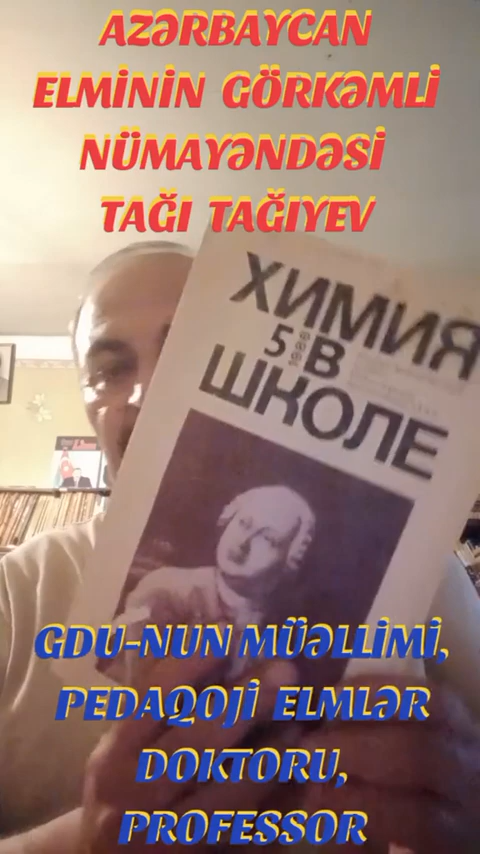 AZƏRBAYCAN
ELMİNİN GÖRKƏMLİ
NÜMAYƏNDƏSİ
TAĞI TAĞIYEV
ХИМИЯ
5 В
ШКОЛЕ
GDU-NUN MÜƏLLİMİ,
PEDAQOJİ ELMLƏR
DOKTORU,
PROFESSOR